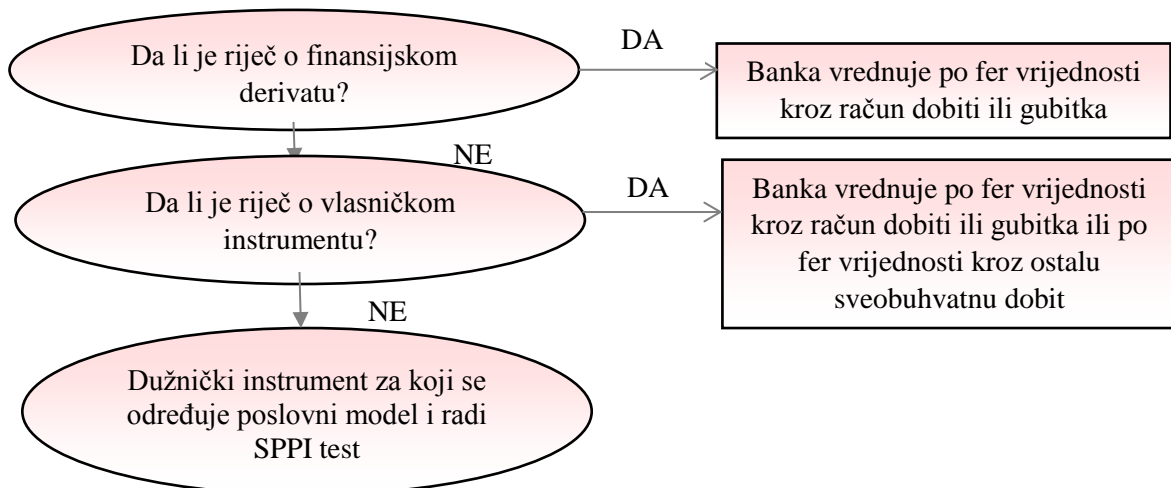 Da li je riječ o finansijskom
derivatu?
DA
Banka vrednuje po fer vrijednosti
kroz račun dobiti ili gubitka
NE
Da li je riječ o vlasničkom
instrumentu?
DA
Banka vrednuje po fer vrijednosti
kroz račun dobiti ili gubitka ili po
fer vrijednosti kroz ostalu
sveobuhvatnu dobit
NE
Dužnički instrument za koji se
određuje poslovni model i radi
SPPI test